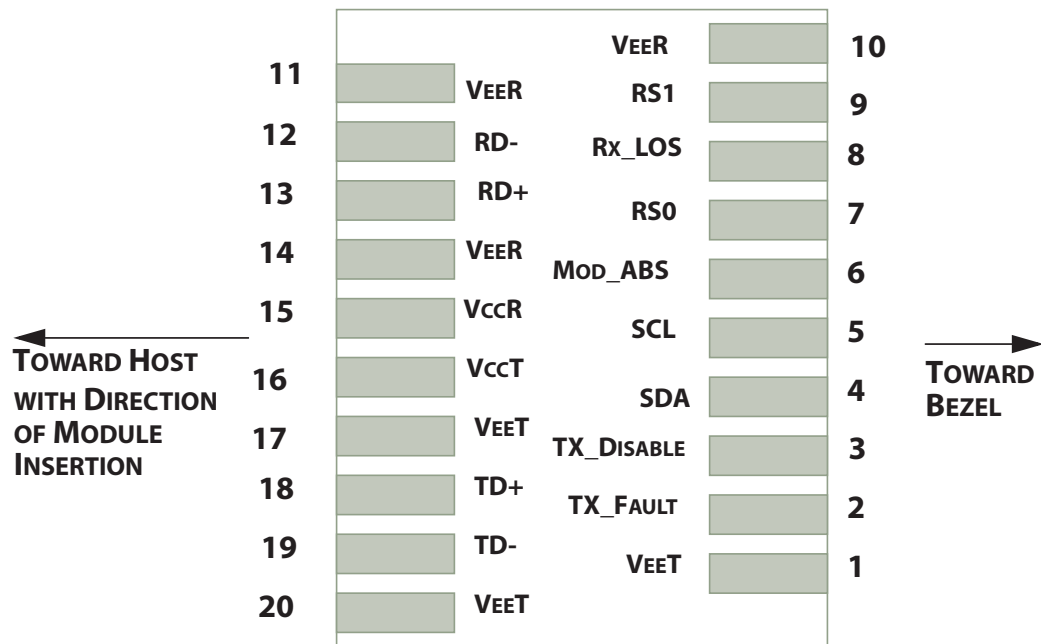 11 VEER
12 RD-
13 RD+
14 VEER
15 VCCR
16 VCCT
17 VEET
18 TD+
19 TD-
20 VEET
VEER 10
RS1 9
RX_LOS 8
RS0 7
MOD_ABS 6
SCL 5
SDA 4
TX_DISABLE 3
TX_FAULT 2
VEET 1
TOWARD HOST
WITH DIRECTION
OF MODULE
INSERTION
TOWARD
BEZEL